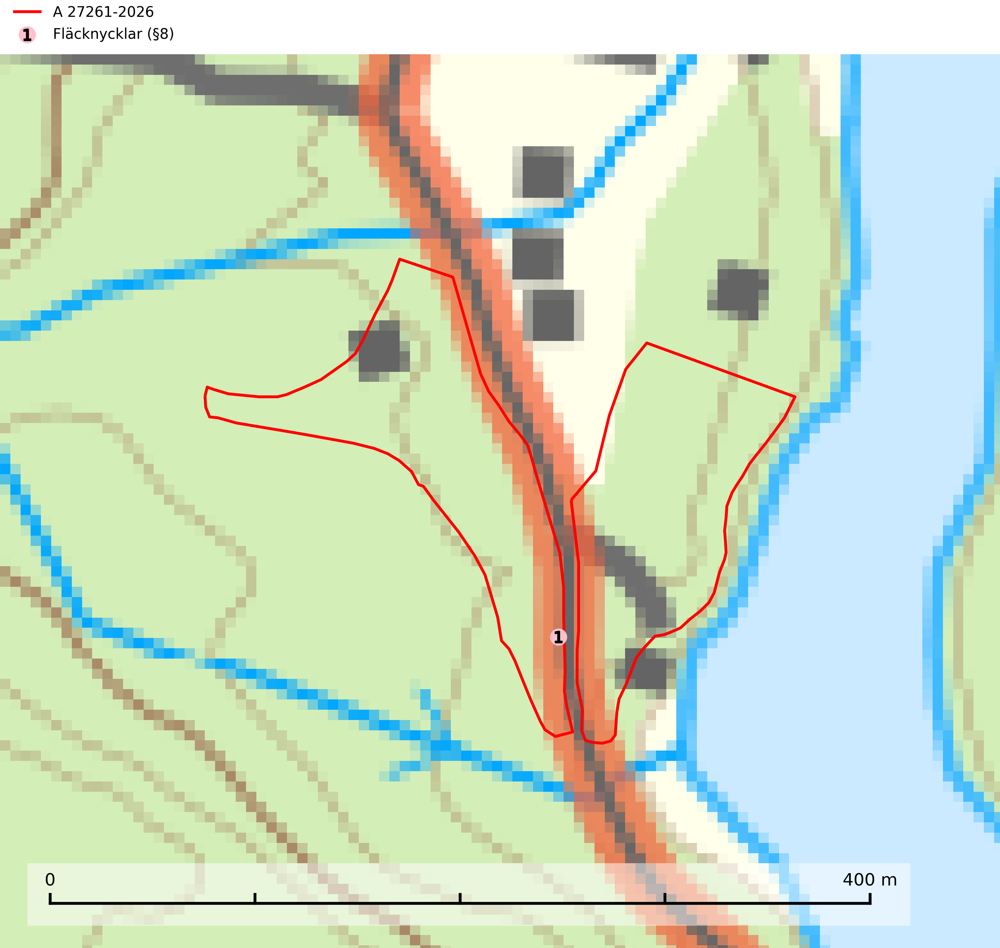 A 27261-2026
1 Fläcknycklar (§8)
1
0 400 m